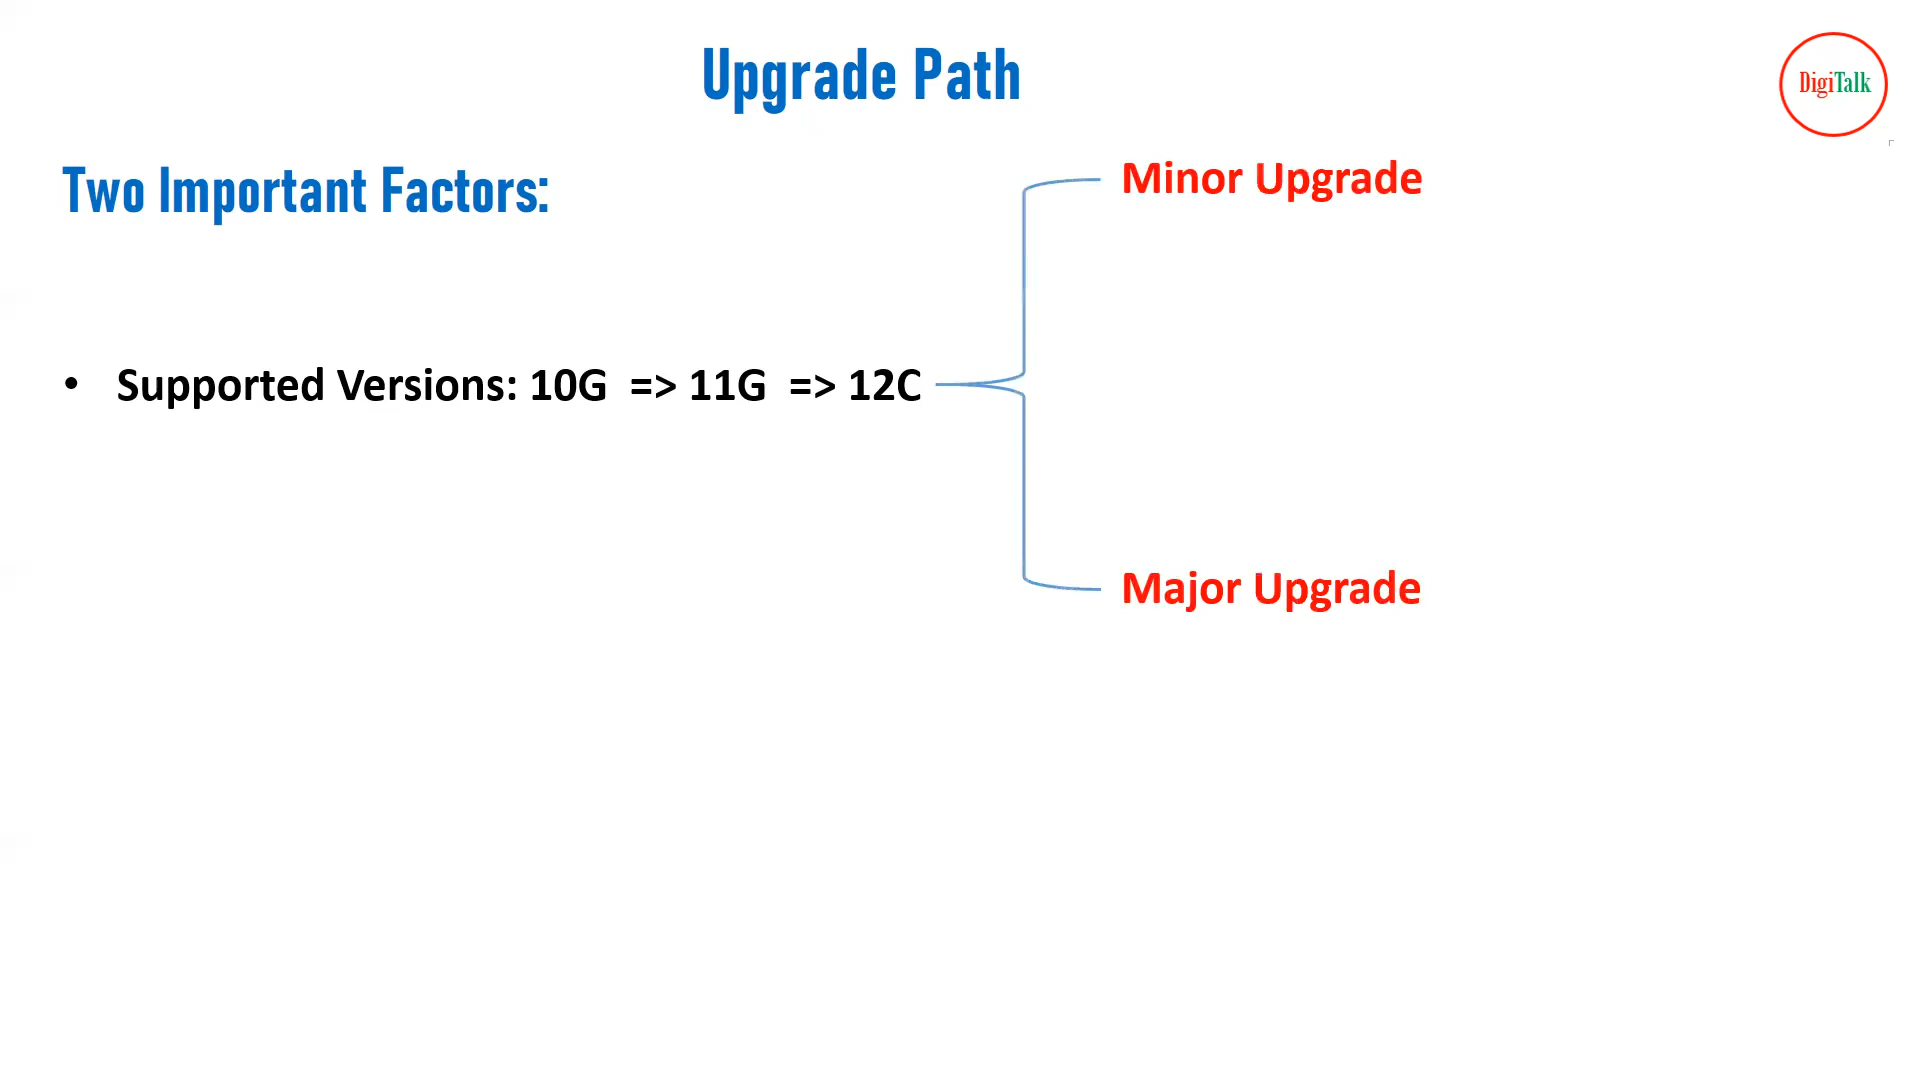 Upgrade Path
DigiTalk
Two Important Factors:
Minor Upgrade
• Supported Versions: 10G => 11G => 12C
Major Upgrade